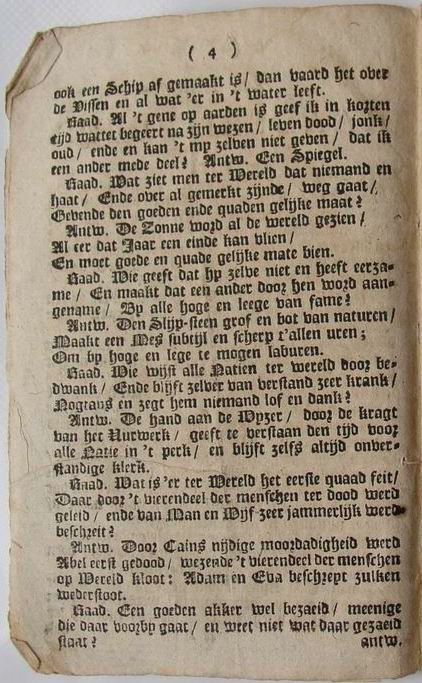 ( 4 )
ook een Schip af gemaakt is / dan vaard het over
de Vissen en al wat 'er in 't water leeft.
Raad. Al 't gene op aarden is geef ik in korten
tijd wattet begeert na zijn wezen / leven dood / jonk /
oud / ende en kan 't my zelven niet geven / dat ik
een ander mede deel? Antw. Een Spiegel.
Raad. Wat ziet men ter Wereld dat niemand en
haat / Ende over al gemerkt zijnde / weg gaat /
Gevende den goeden ende quaden gelijke maat?
Antw. De Zonne word al de wereld gezien /
Al eer dat Jaar een einde kan vlien /
En moet goede en quade gelijke mate bien.
Raad. Wie geeft dat hy zelve niet en heeft eerza-
me / En maakt dat een ander door hen word aan-
gename / By alle hoge en leege van fame?
Antw. Den Slijp-steen grof en bot van naturen /
Maakt een Mes subtijl en scherp t'allen uren;
Om by hoge en lege te mogen laburen.
Raad. Wie wijst alle Natien ter wereld door be-
dwank / Ende blijft zelver van verstand zeer krank /
Nogtans en zegt hem niemand lof en dank?
Antw. De hand aan de Wyzer / door de kragt
van het Uurwerk / geeft te verstaan den tijd voor
alle Natie in 't perk / en blijft zelfs altijd onver-
standige klerk.
Raad. Wat is 'er ter Wereld het eerste quaad feit /
Daar door 't vierendeel der menschen ter dood werd
geleid / ende van Man en Wijf zeer jammerlijk werd
beschreit?
Antw. Door Cains nijdige moordadigheid werd
Abel eerst gedood / wezende 't vierendeel der menschen
op Wereld kloot: Adam en Eva beschreyt zulken
wederstoot.
Raad. Een goeden akker wel bezaeid / meenige
die daar voorby gaat / en weet niet wat daar gezaeid
staat? antw.